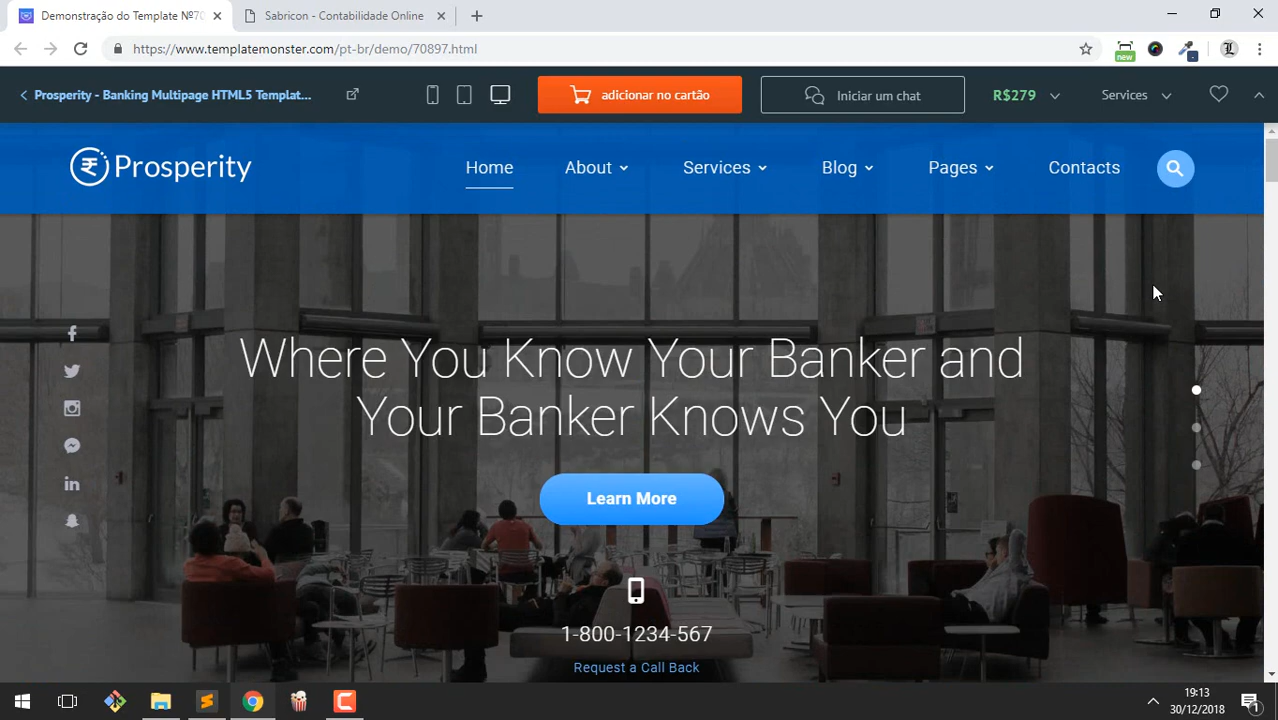 Demonstração do Template Nº70
Sabricon - Contabilidade Online
https://www.templatemonster.com/pt-br/demo/70897.html
new
Prosperity - Banking Multipage HTML5 Templat...
adicionar no cartão
Iniciar um chat
R$279
Services
Prosperity
Home
About
Services
Blog
Pages
Contacts
Where You Know Your Banker and
Your Banker Knows You
Learn More
1-800-1234-567
Request a Call Back
19:13
30/12/2018
1